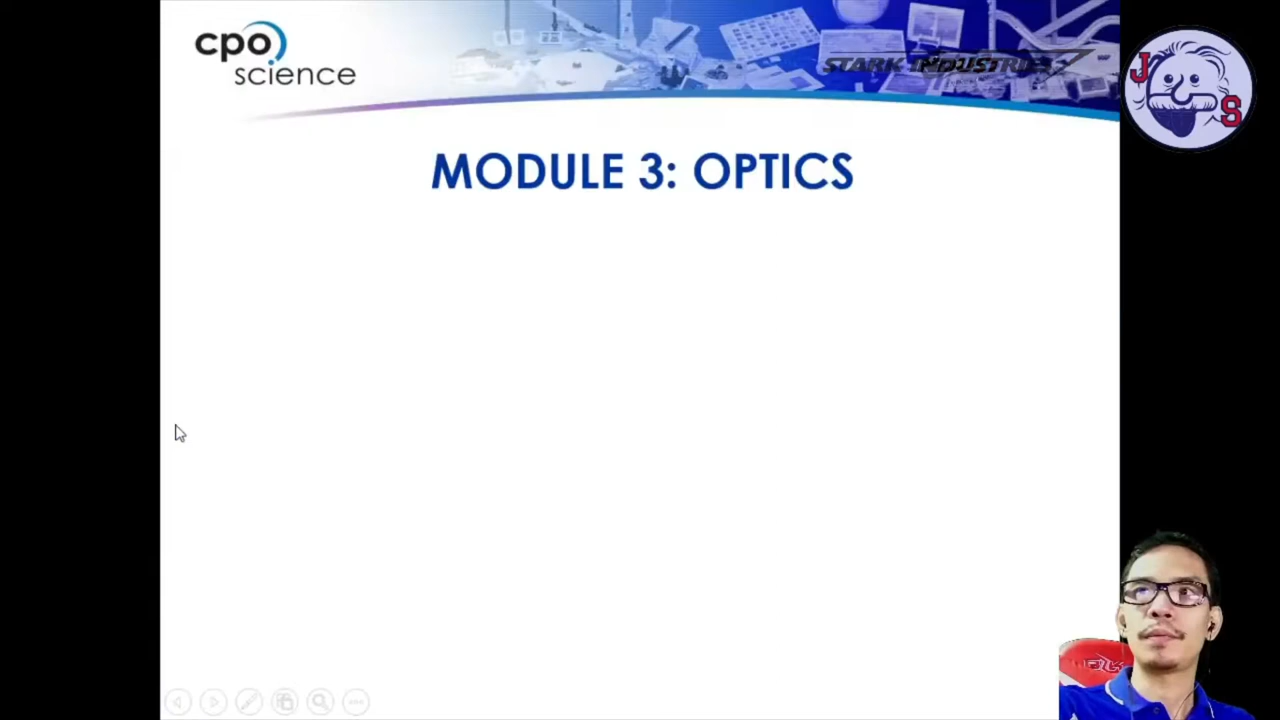 cpo
science
STARK INDUSTRIES
J
S
MODULE 3: OPTICS